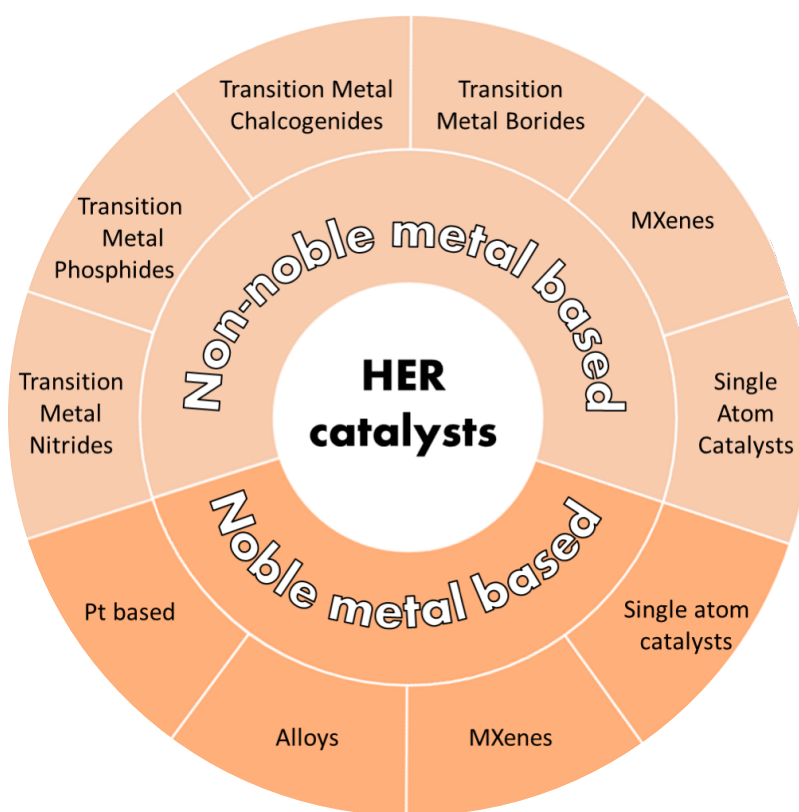 Transition Metal
Chalcogenides
Transition
Metal Borides
Transition
Metal
Phosphides
MXenes
Non-noble metal based
Transition
Metal
Nitrides
HER
catalysts
Single
Atom
Catalysts
Noble metal based
Pt based
Single atom
catalysts
Alloys
MXenes